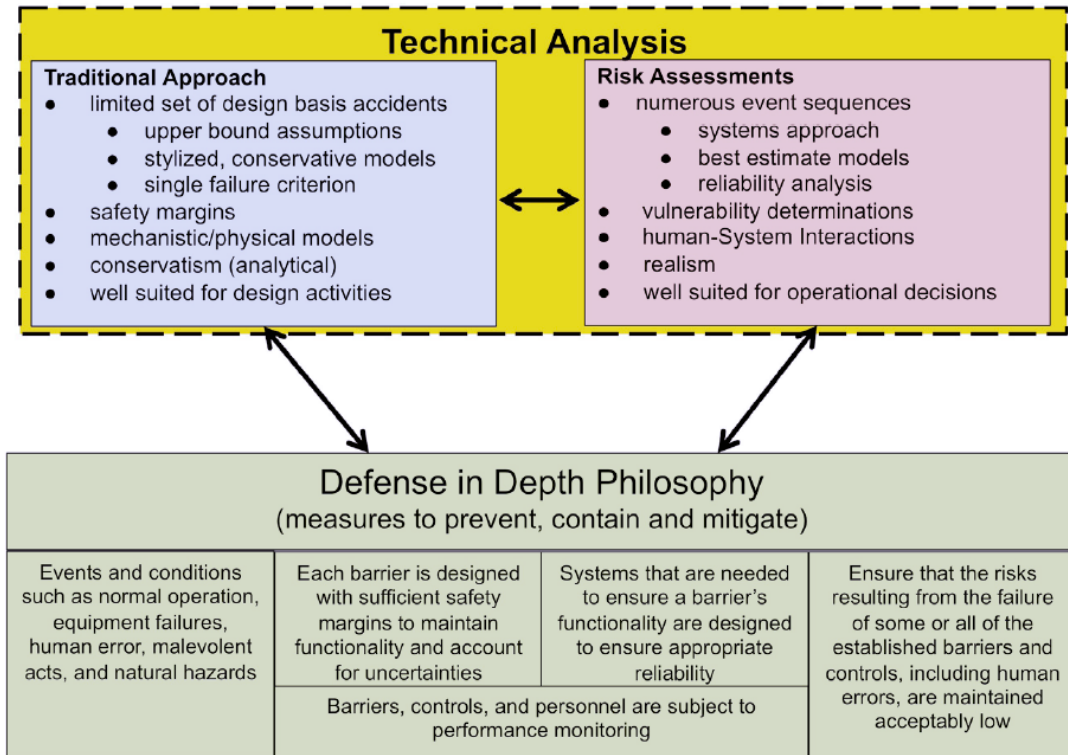 Technical Analysis
Traditional Approach
● limited set of design basis accidents
● upper bound assumptions
● stylized, conservative models
● single failure criterion
● safety margins
● mechanistic/physical models
● conservatism (analytical)
● well suited for design activities
Risk Assessments
● numerous event sequences
● systems approach
● best estimate models
● reliability analysis
● vulnerability determinations
● human-System Interactions
● realism
● well suited for operational decisions
Defense in Depth Philosophy
(measures to prevent, contain and mitigate)
Events and conditions
such as normal operation,
equipment failures,
human error, malevolent
acts, and natural hazards
Each barrier is designed
with sufficient safety
margins to maintain
functionality and account
for uncertainties
Systems that are needed
to ensure a barrier's
functionality are designed
to ensure appropriate
reliability
Barriers, controls, and personnel are subject to
performance monitoring
Ensure that the risks
resulting from the failure
of some or all of the
established barriers and
controls, including human
errors, are maintained
acceptably low